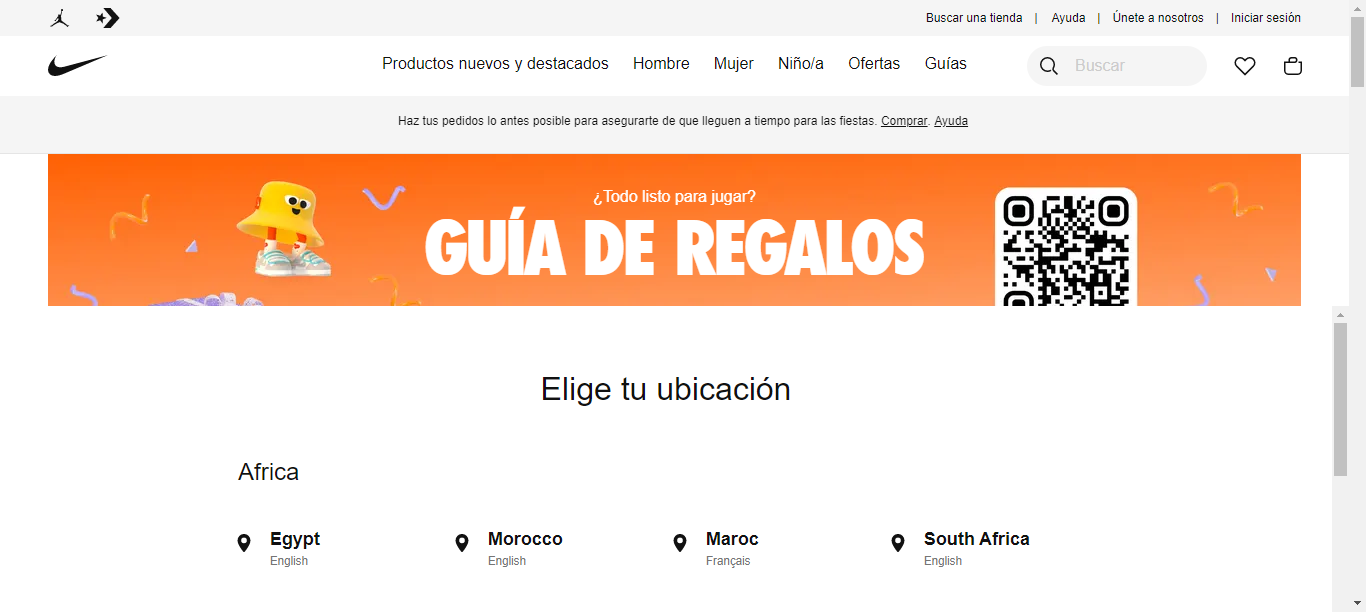 Buscar una tienda | Ayuda | Únete a nosotros | Iniciar sesión
Productos nuevos y destacados Hombre Mujer Niño/a Ofertas Guías Buscar
Haz tus pedidos lo antes posible para asegurarte de que lleguen a tiempo para las fiestas. Comprar. Ayuda
¿Todo listo para jugar?
GUÍA DE REGALOS
Elige tu ubicación
Africa
Egypt Morocco Maroc South Africa
English English Français English